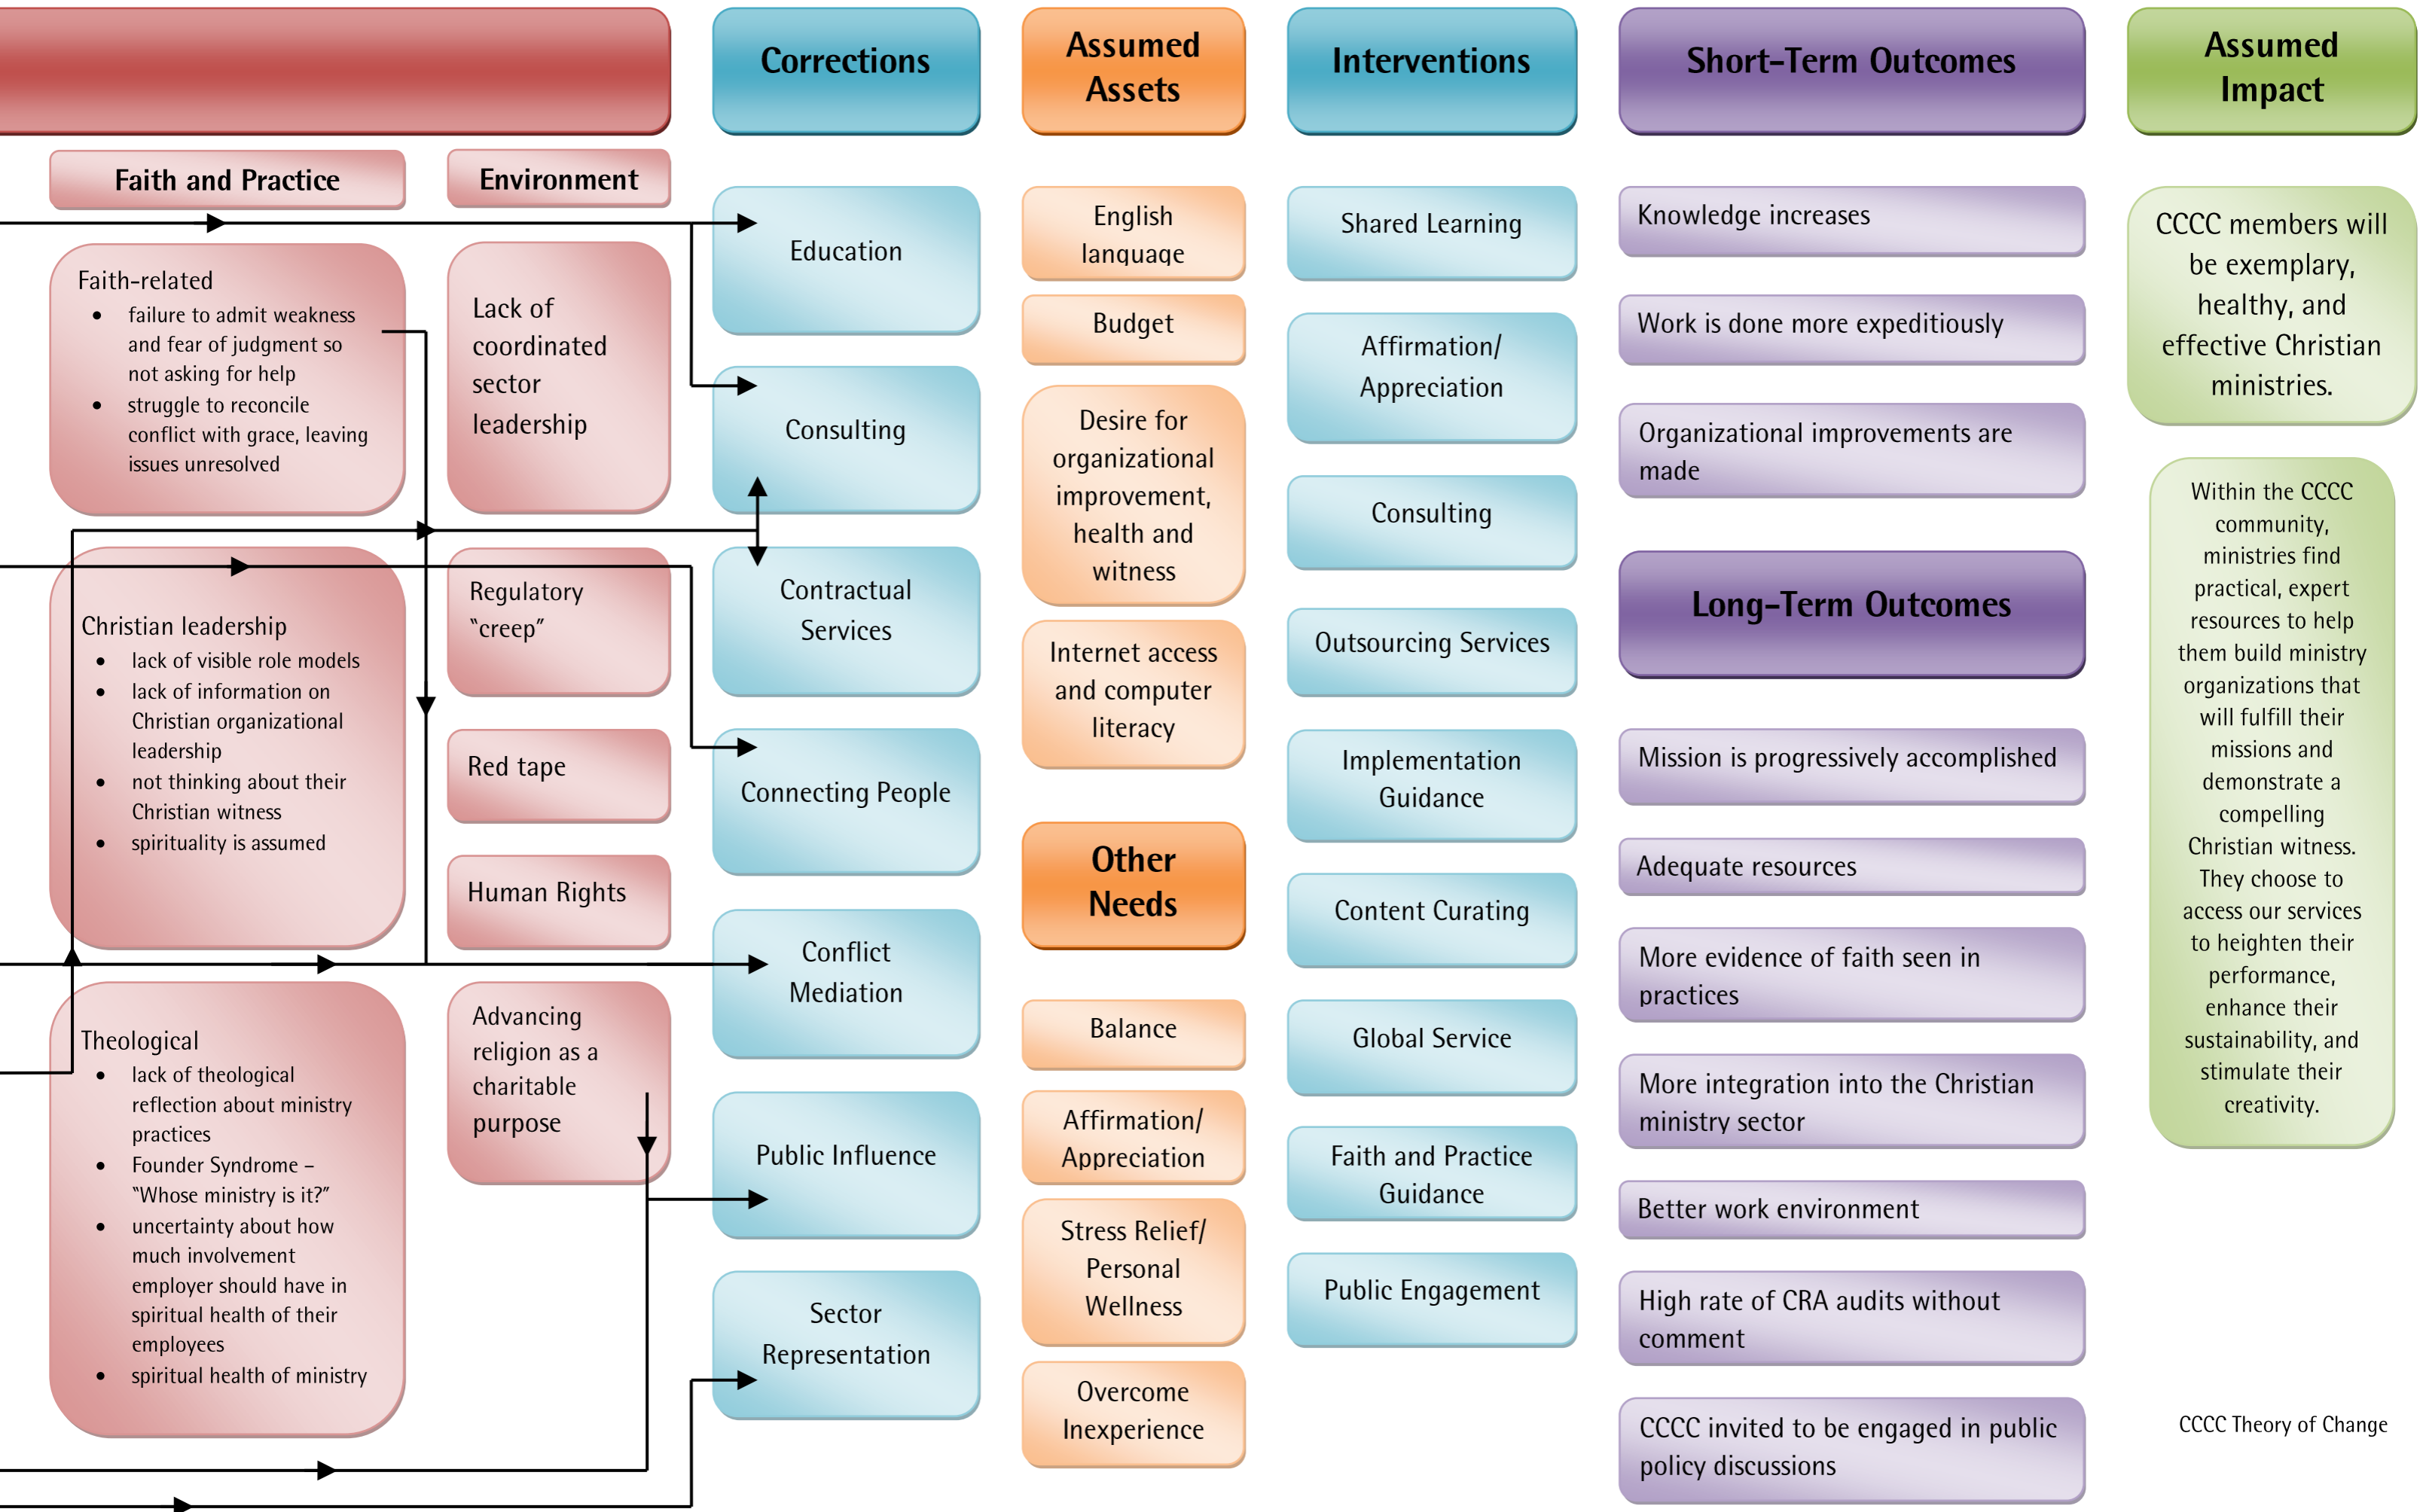 Corrections
Assumed
Assets
Interventions
Short-Term Outcomes
Assumed
Impact
Faith and Practice
Environment
Faith-related
• failure to admit weakness
and fear of judgment so
not asking for help
• struggle to reconcile
conflict with grace, leaving
issues unresolved
Christian leadership
• lack of visible role models
• lack of information on
Christian organizational
leadership
• not thinking about their
Christian witness
• spirituality is assumed
Theological
• lack of theological
reflection about ministry
practices
• Founder Syndrome –
"Whose ministry is it?"
• uncertainty about how
much involvement
employer should have in
spiritual health of their
employees
• spiritual health of ministry
Lack of
coordinated
sector
leadership
Regulatory
"creep"
Red tape
Human Rights
Advancing
religion as a
charitable
purpose
Education
Consulting
Contractual
Services
Connecting People
Conflict
Mediation
Public Influence
Sector
Representation
English
language
Budget
Desire for
organizational
improvement,
health and
witness
Internet access
and computer
literacy
Other
Needs
Balance
Affirmation/
Appreciation
Stress Relief/
Personal
Wellness
Overcome
Inexperience
Shared Learning
Affirmation/
Appreciation
Consulting
Outsourcing Services
Implementation
Guidance
Content Curating
Global Service
Faith and Practice
Guidance
Public Engagement
Knowledge increases
Work is done more expeditiously
Organizational improvements are
made
Long-Term Outcomes
Mission is progressively accomplished
Adequate resources
More evidence of faith seen in
practices
More integration into the Christian
ministry sector
Better work environment
High rate of CRA audits without
comment
CCCC invited to be engaged in public
policy discussions
CCCC members will
be exemplary,
healthy, and
effective Christian
ministries.
Within the CCCC
community,
ministries find
practical, expert
resources to help
them build ministry
organizations that
will fulfill their
missions and
demonstrate a
compelling
Christian witness.
They choose to
access our services
to heighten their
performance,
enhance their
sustainability, and
stimulate their
creativity.
CCCC Theory of Change